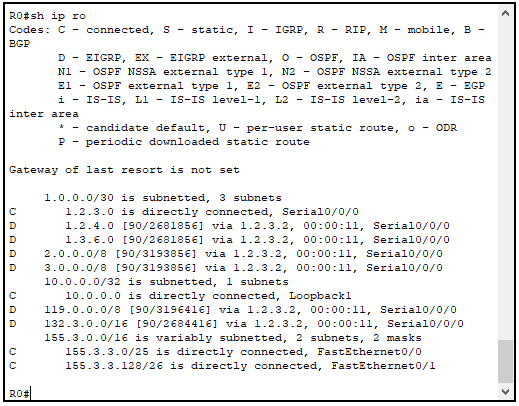 R0#sh ip ro
Codes: C - connected, S - static, I - IGRP, R - RIP, M - mobile, B -
BGP
D - EIGRP, EX - EIGRP external, O - OSPF, IA - OSPF inter area
N1 - OSPF NSSA external type 1, N2 - OSPF NSSA external type 2
E1 - OSPF external type 1, E2 - OSPF external type 2, E - EGP
i - IS-IS, L1 - IS-IS level-1, L2 - IS-IS level-2, ia - IS-IS
inter area
* - candidate default, U - per-user static route, o - ODR
P - periodic downloaded static route
Gateway of last resort is not set
1.0.0.0/30 is subnetted, 3 subnets
C 1.2.3.0 is directly connected, Serial0/0/0
D 1.2.4.0 [90/2681856] via 1.2.3.2, 00:00:11, Serial0/0/0
D 1.3.6.0 [90/2681856] via 1.2.3.2, 00:00:11, Serial0/0/0
D 2.0.0.0/8 [90/3193856] via 1.2.3.2, 00:00:11, Serial0/0/0
D 3.0.0.0/8 [90/3193856] via 1.2.3.2, 00:00:11, Serial0/0/0
10.0.0.0/32 is subnetted, 1 subnets
C 10.0.0.0 is directly connected, Loopback1
D 119.0.0.0/8 [90/3196416] via 1.2.3.2, 00:00:11, Serial0/0/0
D 132.3.0.0/16 [90/2684416] via 1.2.3.2, 00:00:11, Serial0/0/0
155.3.0.0/16 is variably subnetted, 2 subnets, 2 masks
C 155.3.3.0/25 is directly connected, FastEthernet0/0
C 155.3.3.128/26 is directly connected, FastEthernet0/1
R0#